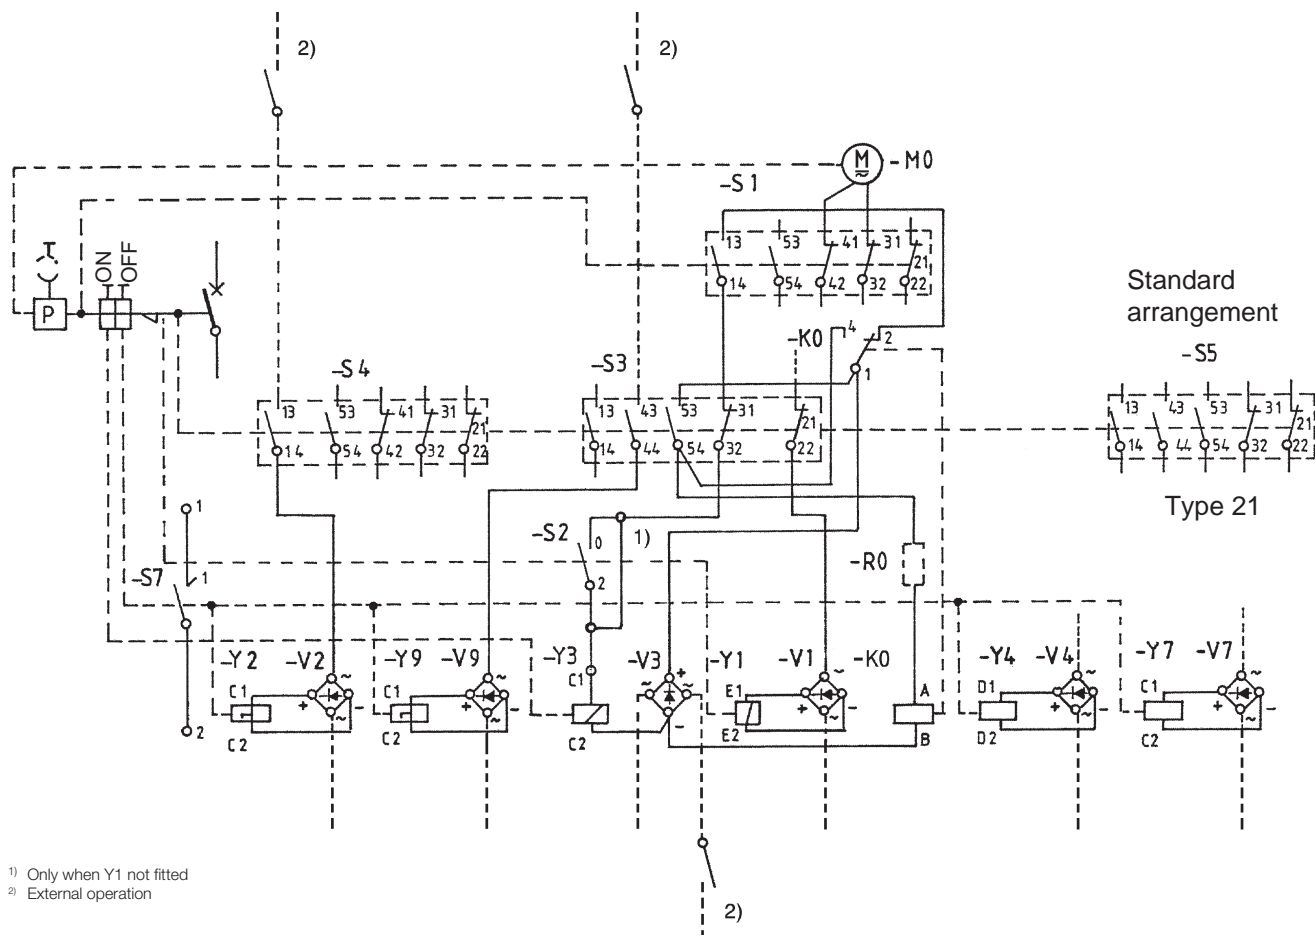 2)
2)
M
-M0
-S1
13
53
41
31
21
14
54
42
32
22
ON
OFF
P
Standard
arrangement
-S5
-K0
4
2
1
-S4
-S3
13
53
41
31
21
14
54
42
32
22
13
43
53
31
21
14
44
54
32
22
13
43
53
31
21
14
44
54
32
22
Type 21
1
-S2
0
1)
2
-R0
-S7
1
-Y2
-V2
-Y9
-V9
-Y3
-V3
-Y1
-V1
-K0
-Y4
-V4
-Y7
-V7
C1
~
+
~
-
C2
C1
~
+
~
-
C2
C1
+
~
~
-
C2
E1
~
+
~
-
E2
A
B
D1
~
+
~
-
D2
C1
~
+
~
-
C2
2
1) Only when Y1 not fitted
2) External operation
2)